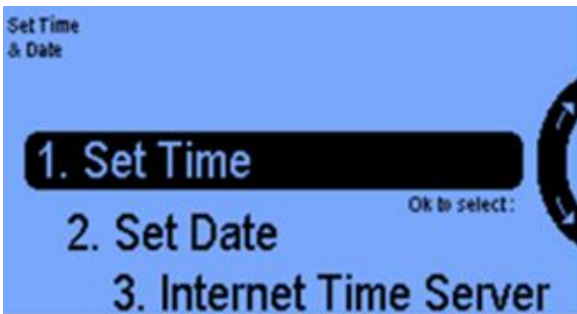 Set Time
& Date
1. Set Time
Ok to select:
2. Set Date
3. Internet Time Server